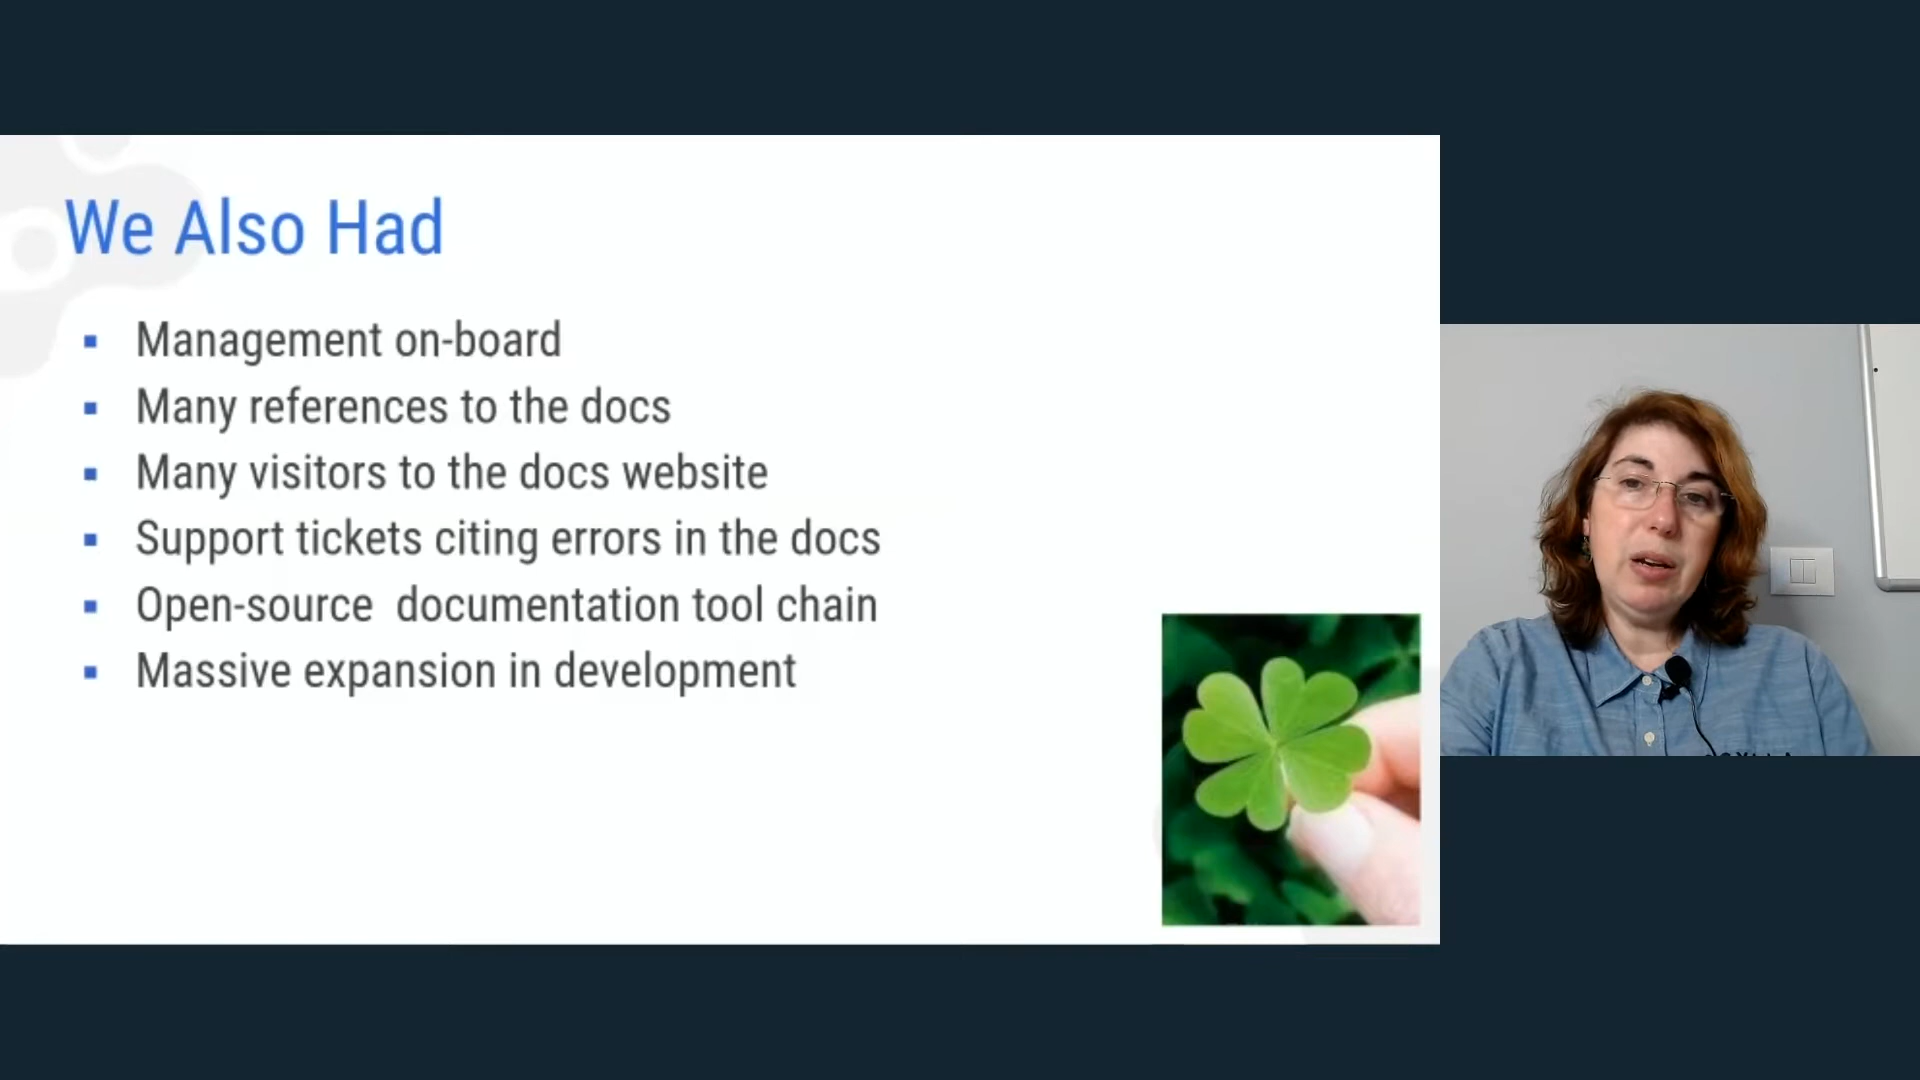 We Also Had
Management on-board
Many references to the docs
Many visitors to the docs website
Support tickets citing errors in the docs
Open-source documentation tool chain
Massive expansion in development